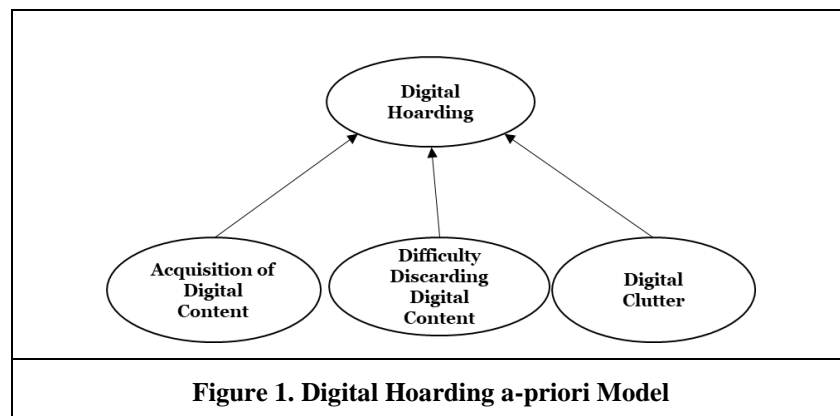 Digital
Hoarding
Acquisition of
Digital
Content
Difficulty
Discarding
Digital
Content
Digital
Clutter
Figure 1. Digital Hoarding a-priori Model